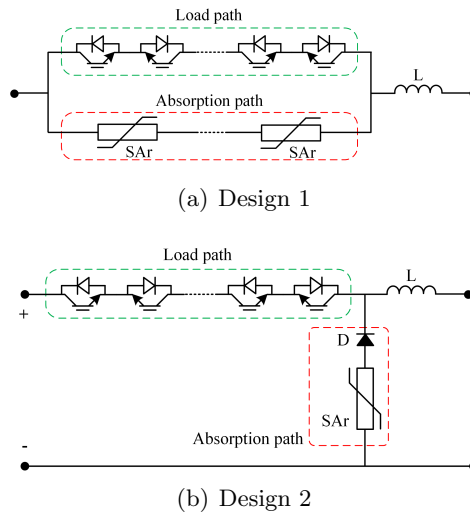 Load path
L
Absorption path
SAr
SAr
(a) Design 1
Load path
L
+
D
SAr
Absorption path
-
(b) Design 2